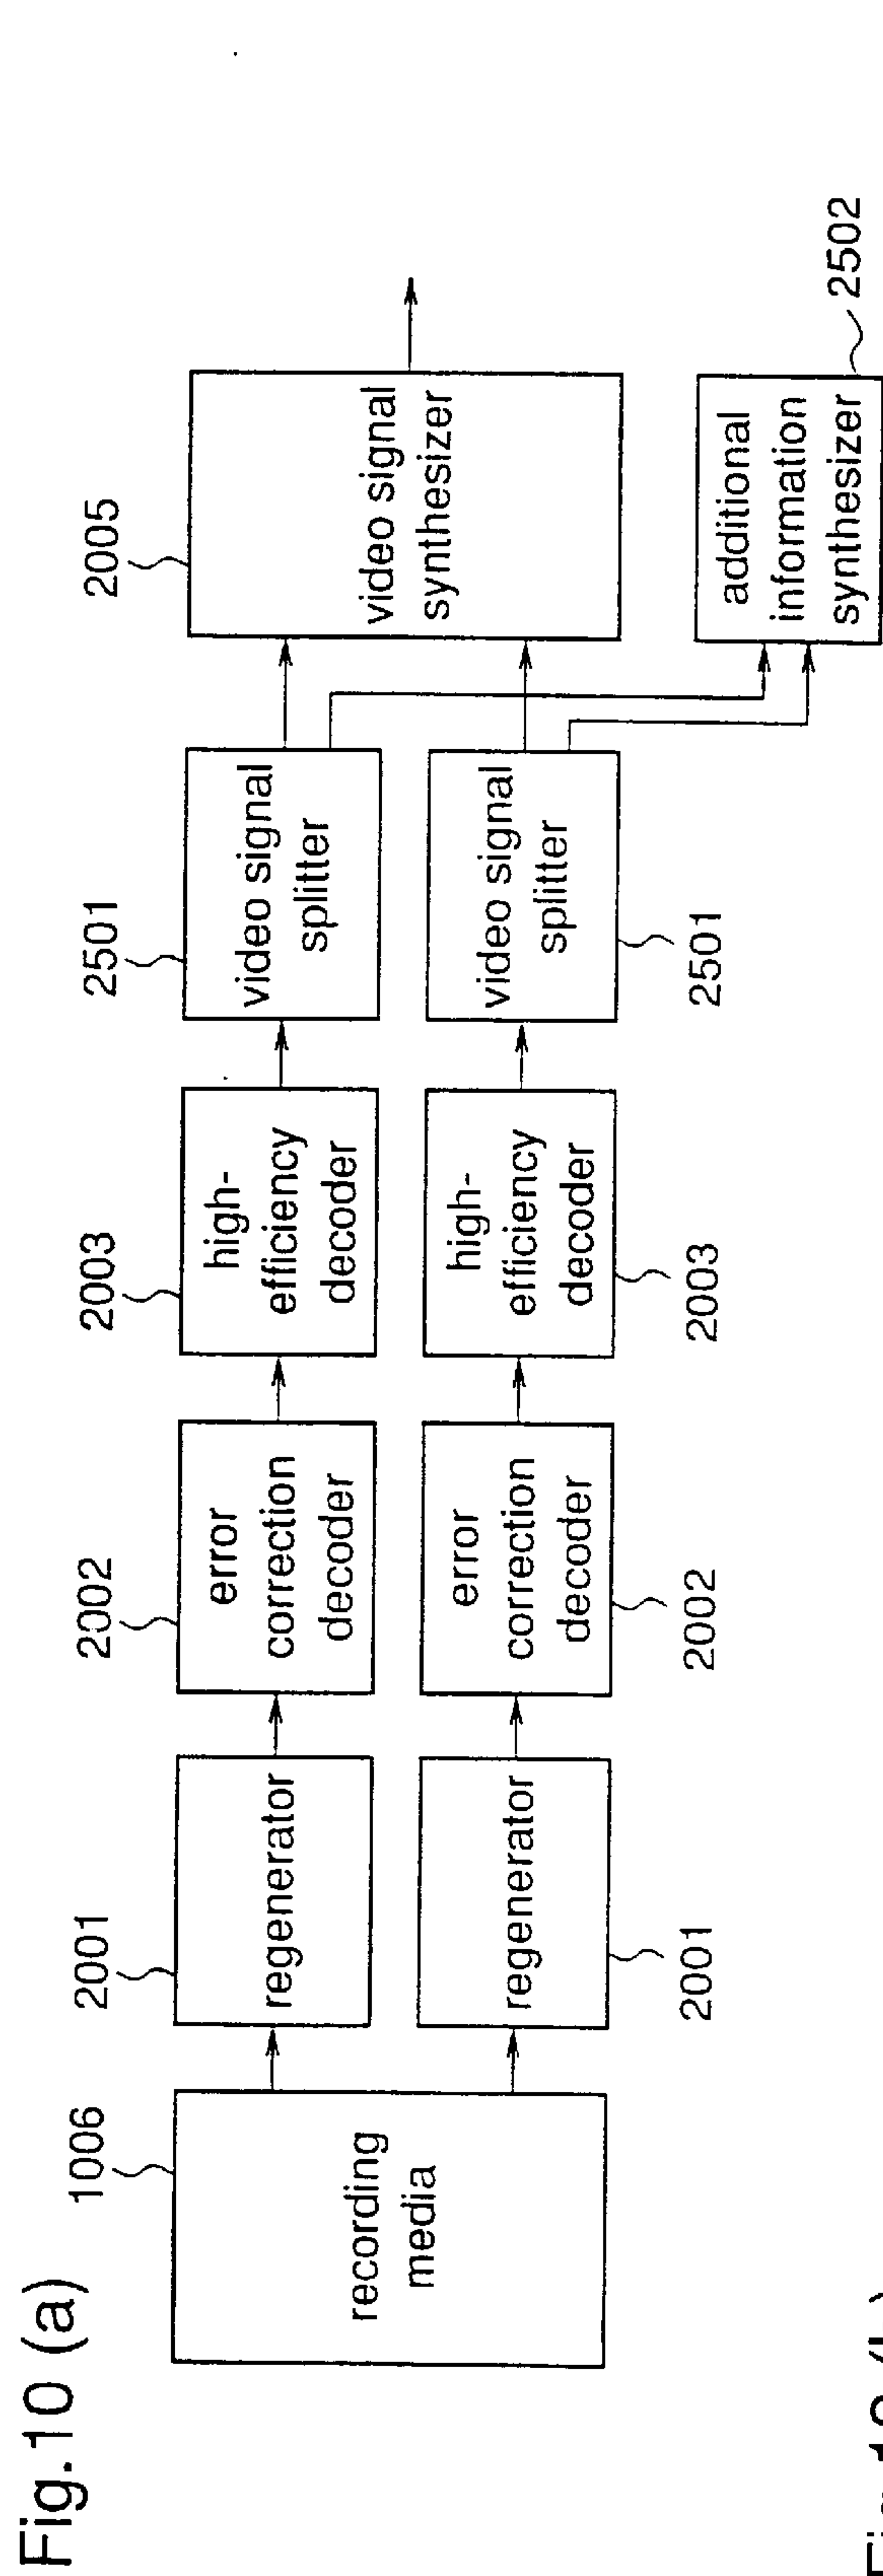 Fig.10 (a)
1006
recording
media
2001
regenerator
2002
error
correction
decoder
2003
high-
efficiency
decoder
2501
video signal
splitter
2005
video signal
synthesizer
regenerator
2001
error
correction
decoder
2002
high-
efficiency
decoder
2003
video signal
splitter
2501
additional
information
synthesizer
2502